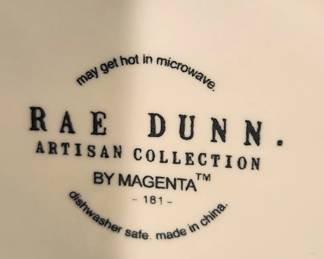 may get hot in microwave.
RAE DUNN.
ARTISAN COLLECTION
BY MAGENTA™
- 181 -
dishwasher safe. made in china.